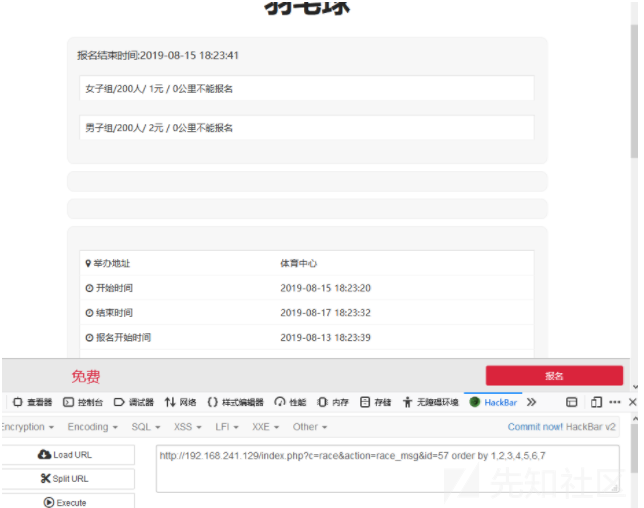 羽毛球
报名结束时间:2019-08-15 18:23:41
女子组/200人/ 1元 / 0公里不能报名
男子组/200人/ 2元 / 0公里不能报名
举办地址 体育中心
开始时间 2019-08-15 18:23:20
结束时间 2019-08-17 18:23:32
报名开始时间 2019-08-13 18:23:39
免费 报名
查看器 控制台 调试器 网络 {} 样式编辑器 性能 内存 存储 无障碍环境 HackBar
Encryption Encoding SQL XSS LFI XXE Other Commit now! HackBar v2
Load URL http://192.168.241.129/index.php?c=race&action=race_msg&id=57 order by 1,2,3,4,5,6,7
Split URL
Execute
先知社区